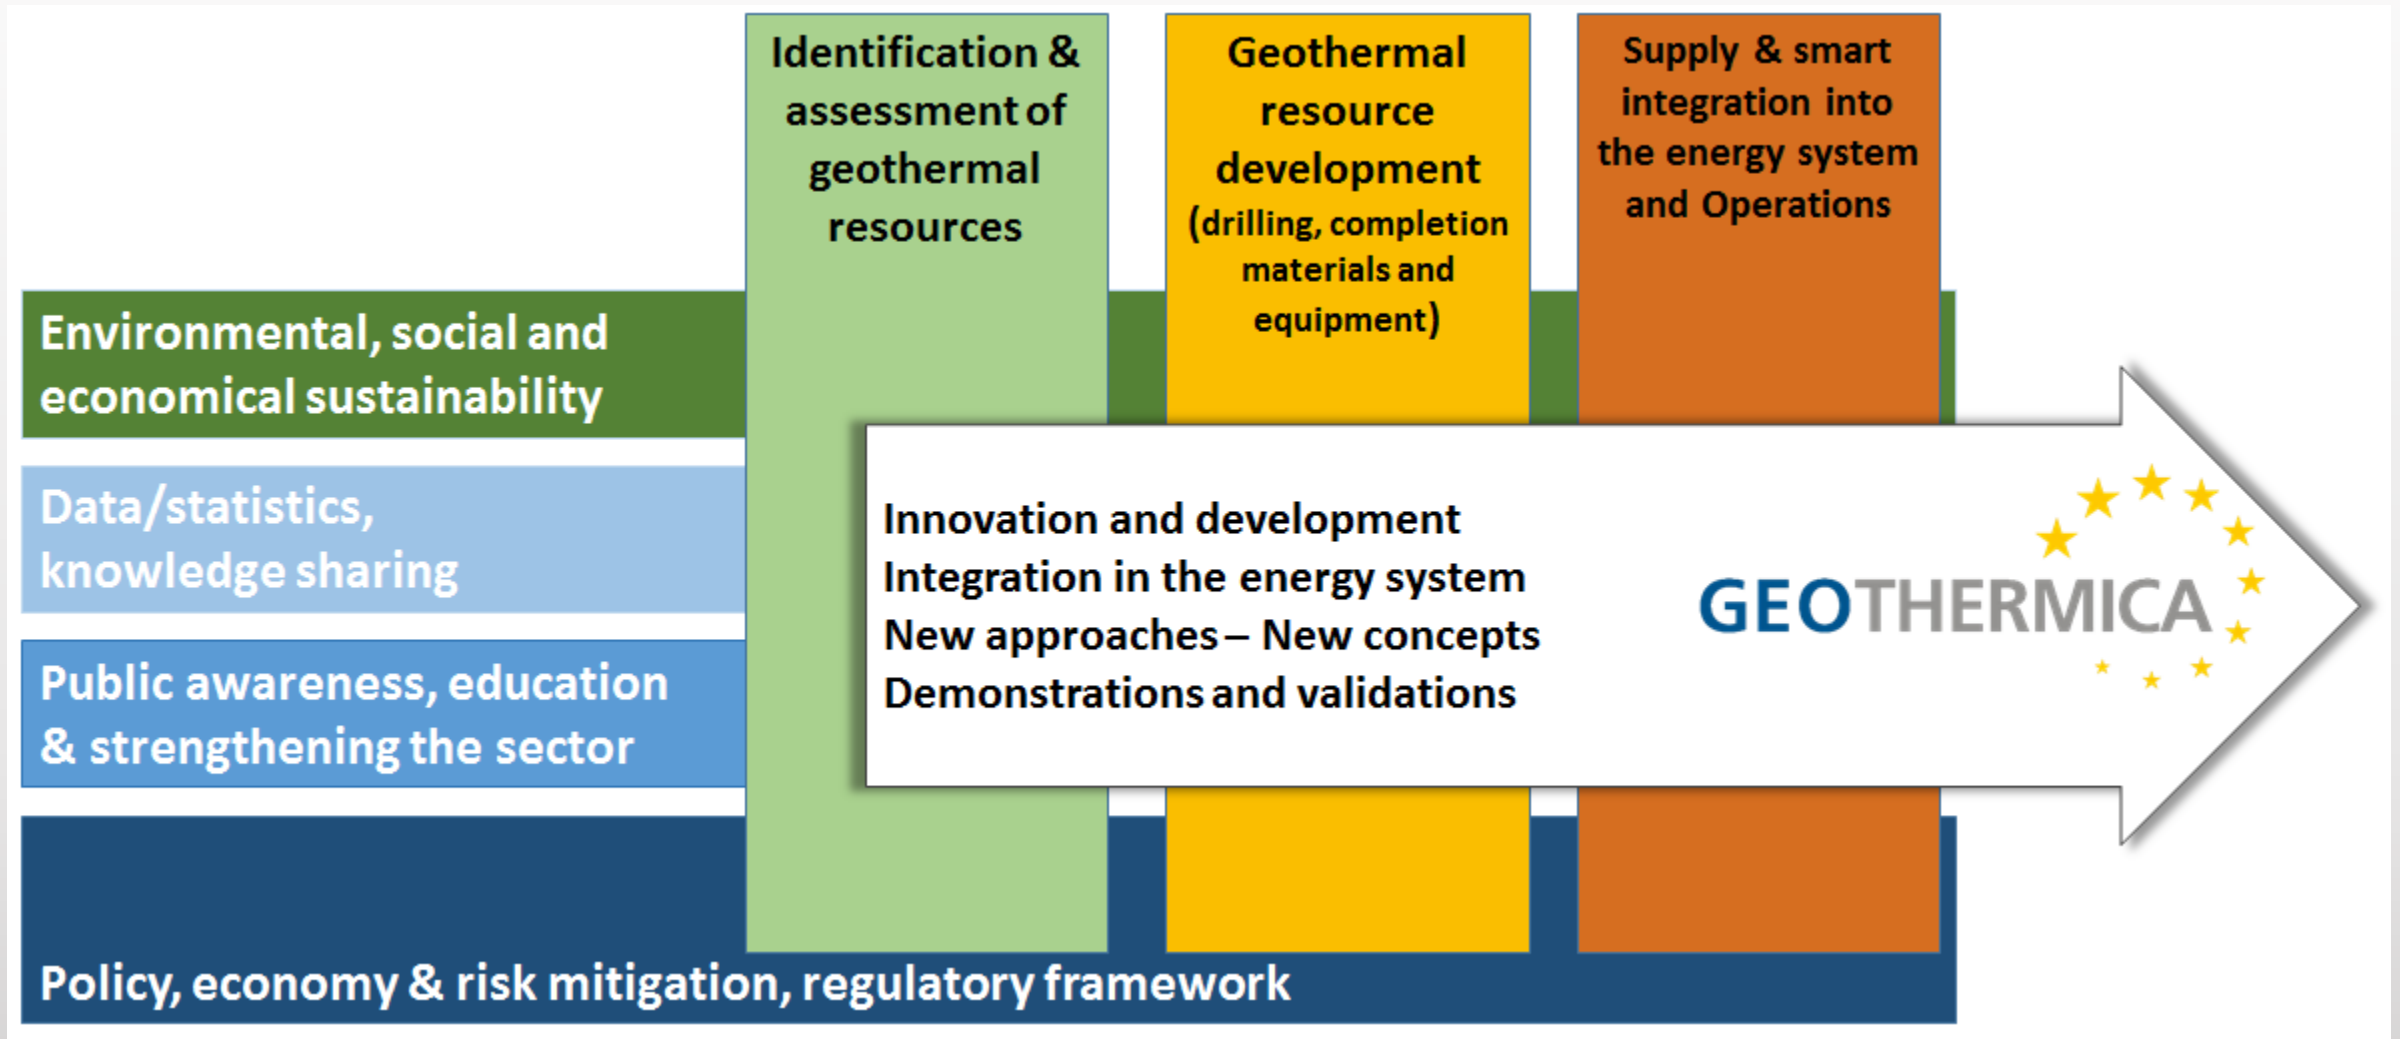 Identification &
assessment of
geothermal
resources
Geothermal
resource
development
(drilling, completion
materials and
equipment)
Supply & smart
integration into
the energy system
and Operations
Environmental, social and
economical sustainability
Data/statistics,
knowledge sharing
Public awareness, education
& strengthening the sector
Policy, economy & risk mitigation, regulatory framework
Innovation and development
Integration in the energy system
New approaches – New concepts
Demonstrations and validations
GEOTHERMICA